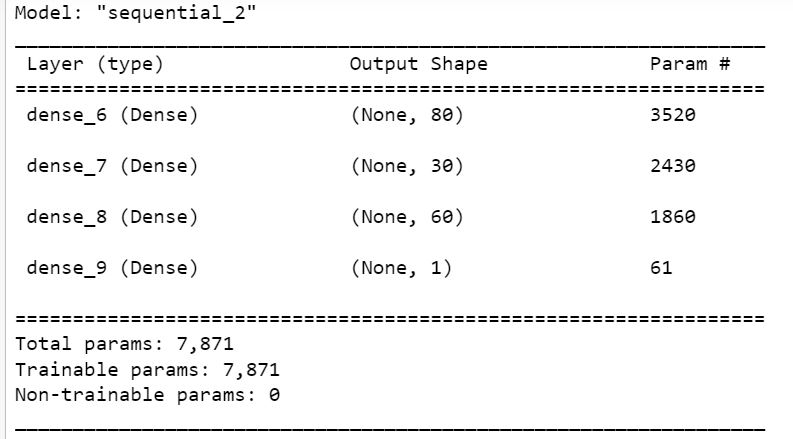 Model: "sequential_2"
Layer (type) Output Shape Param #
dense_6 (Dense) (None, 80) 3520
dense_7 (Dense) (None, 30) 2430
dense_8 (Dense) (None, 60) 1860
dense_9 (Dense) (None, 1) 61
Total params: 7,871
Trainable params: 7,871
Non-trainable params: 0